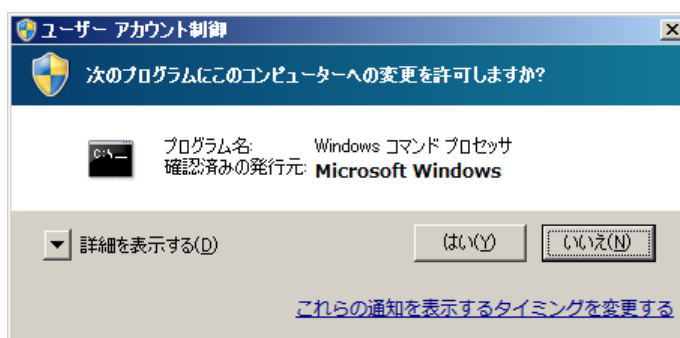 ユーザー アカウント制御
次のプログラムにこのコンピューターへの変更を許可しますか?
C:\
プログラム名: Windows コマンド プロセッサ
確認済みの発行元: Microsoft Windows
詳細を表示する(D) はい(Y) いいえ(N)
これらの通知を表示するタイミングを変更する